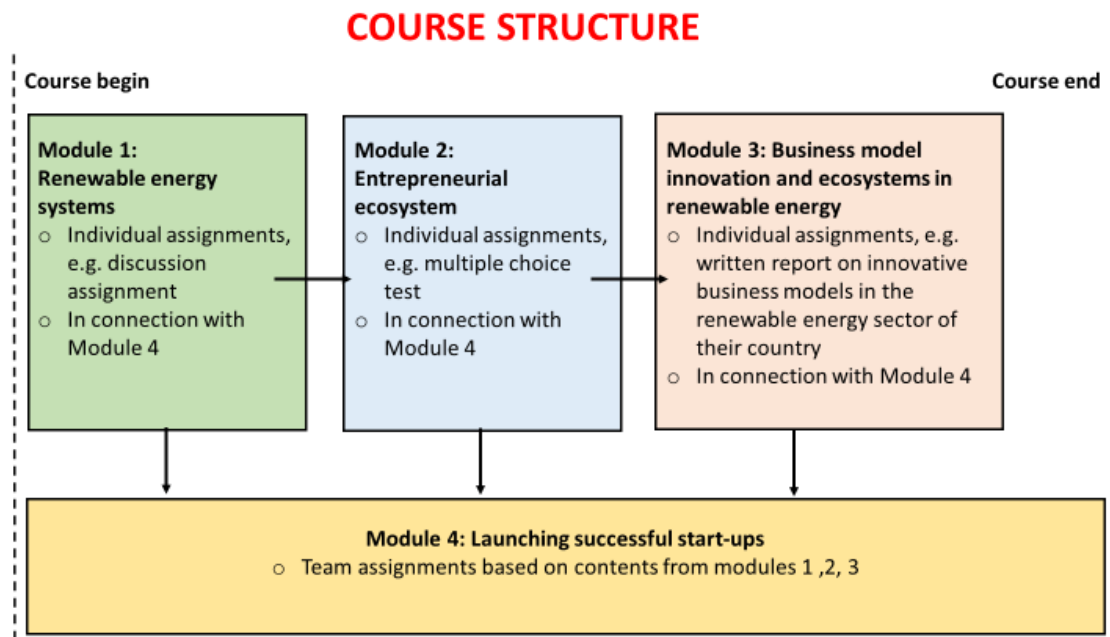 COURSE STRUCTURE
Course begin
Course end
Module 1:
Renewable energy
systems
○ Individual assignments,
e.g. discussion
assignment
○ In connection with
Module 4
Module 2:
Entrepreneurial
ecosystem
○ Individual assignments,
e.g. multiple choice
test
○ In connection with
Module 4
Module 3: Business model
innovation and ecosystems in
renewable energy
○ Individual assignments, e.g.
written report on innovative
business models in the
renewable energy sector of
their country
○ In connection with Module 4
Module 4: Launching successful start-ups
○ Team assignments based on contents from modules 1 ,2, 3